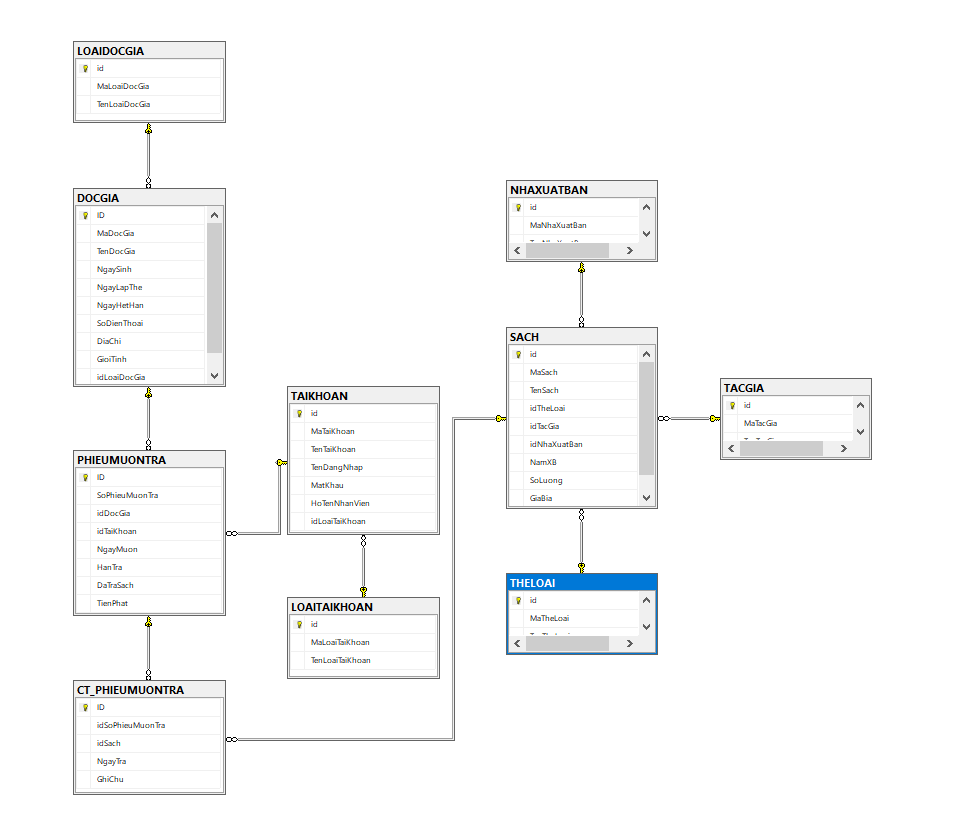 LOAIDOCGIA
id
MaLoaiDocGia
TenLoaiDocGia
DOCGIA
ID
MaDocGia
TenDocGia
NgaySinh
NgayLapThe
NgayHetHan
SoDienThoai
DiaChi
GioiTinh
idLoaiDocGia
PHIEUMUONTRA
ID
SoPhieuMuonTra
idDocGia
idTaiKhoan
NgayMuon
HanTra
DaTraSach
TienPhat
CT_PHIEUMUONTRA
ID
idSoPhieuMuonTra
idSach
NgayTra
GhiChu
TAIKHOAN
id
MaTaiKhoan
TenTaiKhoan
TenDangNhap
MatKhau
HoTenNhanVien
idLoaiTaiKhoan
LOAITAIKHOAN
id
MaLoaiTaiKhoan
TenLoaiTaiKhoan
NHAXUATBAN
id
MaNhaXuatBan
SACH
id
MaSach
TenSach
idTheLoai
idTacGia
idNhaXuatBan
NamXB
SoLuong
GiaBia
THELOAI
id
MaTheLoai
TACGIA
id
MaTacGia